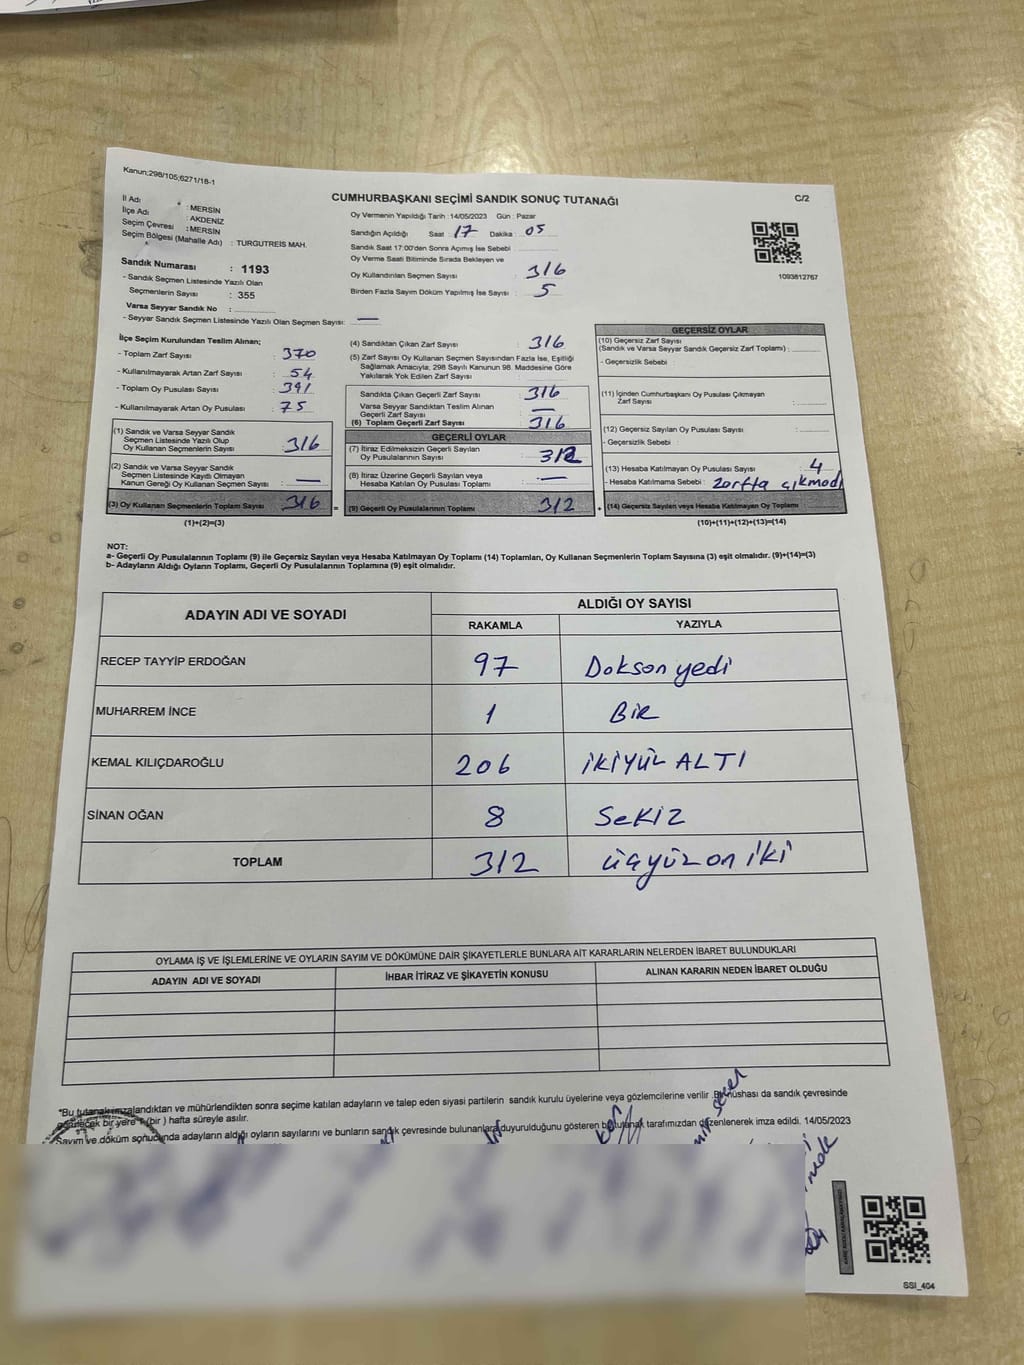 Kanun;298/105;6271/18-1
CUMHURBAŞKANI SEÇİMİ SANDIK SONUÇ TUTANAĞI
C/2
İl Adı : MERSİN
İlçe Adı : AKDENİZ
Seçim Çevresi : MERSİN
Seçim Bölgesi (Mahalle Adı) : TURGUTREİS MAH.
Sandık Numarası : 1193
- Sandık Seçmen Listesinde Yazılı Olan
Seçmenlerin Sayısı : 355
Varsa Seyyar Sandık No :
- Seyyar Sandık Seçmen Listesinde Yazılı Olan Seçmen Sayısı: —
Oy Vermenin Yapıldığı Tarih : 14/05/2023 Gün : Pazar
Sandığın Açıldığı Saat : 17 Dakika : 05
Sandık Saat 17:00'den Sonra Açımış İse Sebebi :
Oy Verme Saati Bitiminde Sırada Bekleyen ve
Oy Kullandırılan Seçmen Sayısı : 316
Birden Fazla Sayım Döküm Yapılmış İse Sayısı : 5
1093812767
İlçe Seçim Kurulundan Teslim Alınan;
- Toplam Zarf Sayısı : 370
- Kullanılmayarak Artan Zarf Sayısı : 54
- Toplam Oy Pusulası Sayısı : 391
- Kullanılmayarak Artan Oy Pusulası : 75
(1) Sandık ve Varsa Seyyar Sandık
Seçmen Listesinde Yazılı Olup
Oy Kullanan Seçmenlerin Sayısı : 316
(2) Sandık ve Varsa Seyyar Sandık
Seçmen Listesinde Kayıtlı Olmayan
Kanun Gereği Oy Kullanan Seçmen Sayısı : —
(3) Oy Kullanan Seçmenlerin Toplam Sayısı : 316
(1)+(2)=(3)
(4) Sandıktan Çıkan Zarf Sayısı : 316
(5) Zarf Sayısı Oy Kullanan Seçmen Sayısından Fazla İse, Eşitliği
Sağlamak Amacıyla; 298 Sayılı Kanunun 98. Maddesine Göre
Yakılarak Yok Edilen Zarf Sayısı :
Sandıkta Çıkan Geçerli Zarf Sayısı : 316
Varsa Seyyar Sandıktan Teslim Alınan
Geçerli Zarf Sayısı : —
(6) Toplam Geçerli Zarf Sayısı : 316
GEÇERLİ OYLAR
(7) İtiraz Edilmeksizin Geçerli Sayılan
Oy Pusulalarının Sayısı : 312
(8) İtiraz Üzerine Geçerli Sayılan veya
Hesaba Katılan Oy Pusulası Toplamı : —
= (9) Geçerli Oy Pusulalarının Toplamı : 312
GEÇERSİZ OYLAR
(10) Geçersiz Zarf Sayısı
(Sandık ve Varsa Seyyar Sandık Geçersiz Zarf Toplamı) :
- Geçersizlik Sebebi :
(11) İçinden Cumhurbaşkanı Oy Pusulası Çıkmayan
Zarf Sayısı :
(12) Geçersiz Sayılan Oy Pusulası Sayısı :
- Geçersizlik Sebebi :
(13) Hesaba Katılmayan Oy Pusulası Sayısı : 4
- Hesaba Katılmama Sebebi : zarfta çıkmadı
+ (14) Geçersiz Sayılan veya Hesaba Katılmayan Oy Toplamı :
(10)+(11)+(12)+(13)=(14)
NOT:
a- Geçerli Oy Pusulalarının Toplamı (9) ile Geçersiz Sayılan veya Hesaba Katılmayan Oy Toplamı (14) Toplamları, Oy Kullanan Seçmenlerin Toplam Sayısına (3) eşit olmalıdır. (9)+(14)=(3)
b- Adayların Aldığı Oyların Toplamı, Geçerli Oy Pusulalarının Toplamına (9) eşit olmalıdır.
ADAYIN ADI VE SOYADI ALDIĞI OY SAYISI
RAKAMLA YAZIYLA
RECEP TAYYİP ERDOĞAN 97 Doksan yedi
MUHARREM İNCE 1 BİR
KEMAL KILIÇDAROĞLU 206 İKİYÜZ ALTI
SİNAN OĞAN 8 SEKİZ
TOPLAM 312 üçyüz on iki
OYLAMA İŞ VE İŞLEMLERİNE VE OYLARIN SAYIM VE DÖKÜMÜNE DAİR ŞİKAYETLERLE BUNLARA AİT KARARLARIN NELERDEN İBARET BULUNDUKLARI
ADAYIN ADI VE SOYADI İHBAR İTİRAZ VE ŞİKAYETİN KONUSU ALINAN KARARIN NEDEN İBARET OLDUĞU
*Bu tutanak imzalandıktan ve mühürlendikten sonra seçime katılan adayların ve talep eden siyasi partilerin sandık kurulu üyelerine veya gözlemcilerine verilir. Bir nüshası da sandık çevresinde
görülecek bir yere 1 (bir ) hafta süreyle asılır.
Sayım ve döküm sonucunda adayların aldığı oyların sayılarını ve bunların sandık çevresinde bulunanlara duyurulduğunu gösteren bu tutanak tarafımızdan düzenlenerek imza edildi. 14/05/2023
SSI_404